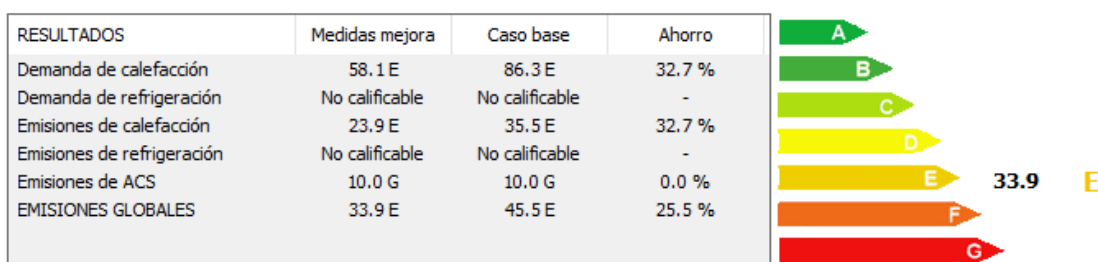 RESULTADOS Medidas mejora Caso base Ahorro
Demanda de calefacción 58.1 E 86.3 E 32.7 %
Demanda de refrigeración No calificable No calificable -
Emisiones de calefacción 23.9 E 35.5 E 32.7 %
Emisiones de refrigeración No calificable No calificable -
Emisiones de ACS 10.0 G 10.0 G 0.0 %
EMISIONES GLOBALES 33.9 E 45.5 E 25.5 %
A
B
C
D
E 33.9 E
F
G